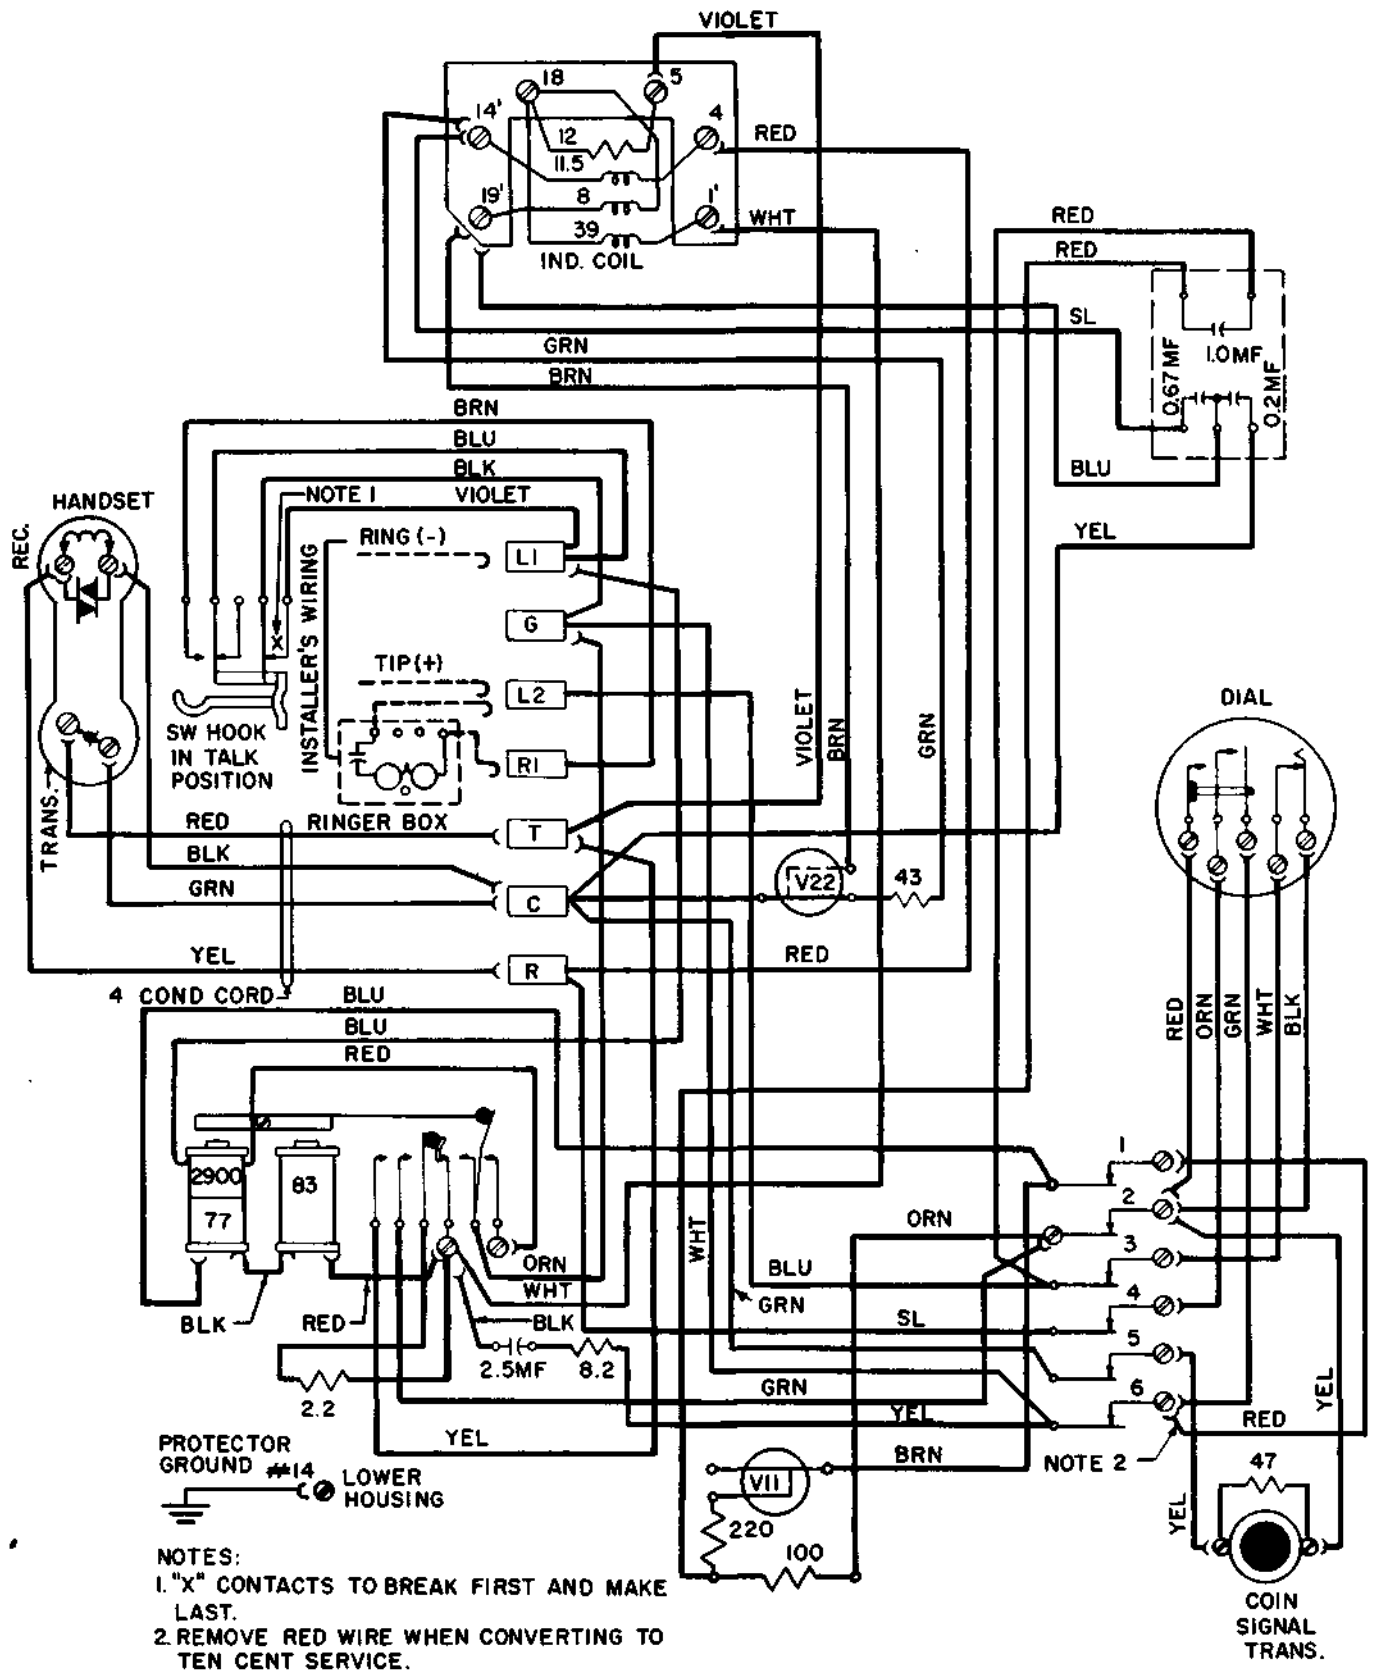 VIOLET
18
5
14'
4
12
RED
11.5
19'
8
1'
WHT
39
IND. COIL
RED
RED
SL
GRN
1.0MF
BRN
0.67MF
0.2MF
BRN
BLU
BLK
BLU
HANDSET
NOTE 1
VIOLET
YEL
REC.
RING (-)
L1
INSTALLER'S WIRING
X
G
TIP(+)
L2
DIAL
SW HOOK
IN TALK
POSITION
VIOLET
BRN
GRN
R1
TRANS.
RED
RINGER BOX
T
BLK
V22
43
GRN
C
YEL
R
RED
4 COND CORD
BLU
RED
ORN
GRN
WHT
BLK
BLU
RED
1
2900
83
2
77
WHT
ORN
3
ORN
BLU
WHT
GRN
4
BLK
RED
BLK
SL
5
2.5MF
8.2
6
2.2
GRN
YEL
YEL
RED
YEL
PROTECTOR
GROUND #14
LOWER
HOUSING
BRN
NOTE 2
47
V11
YEL
220
100
NOTES:
1. "X" CONTACTS TO BREAK FIRST AND MAKE
LAST.
2. REMOVE RED WIRE WHEN CONVERTING TO
TEN CENT SERVICE.
COIN
SIGNAL
TRANS.